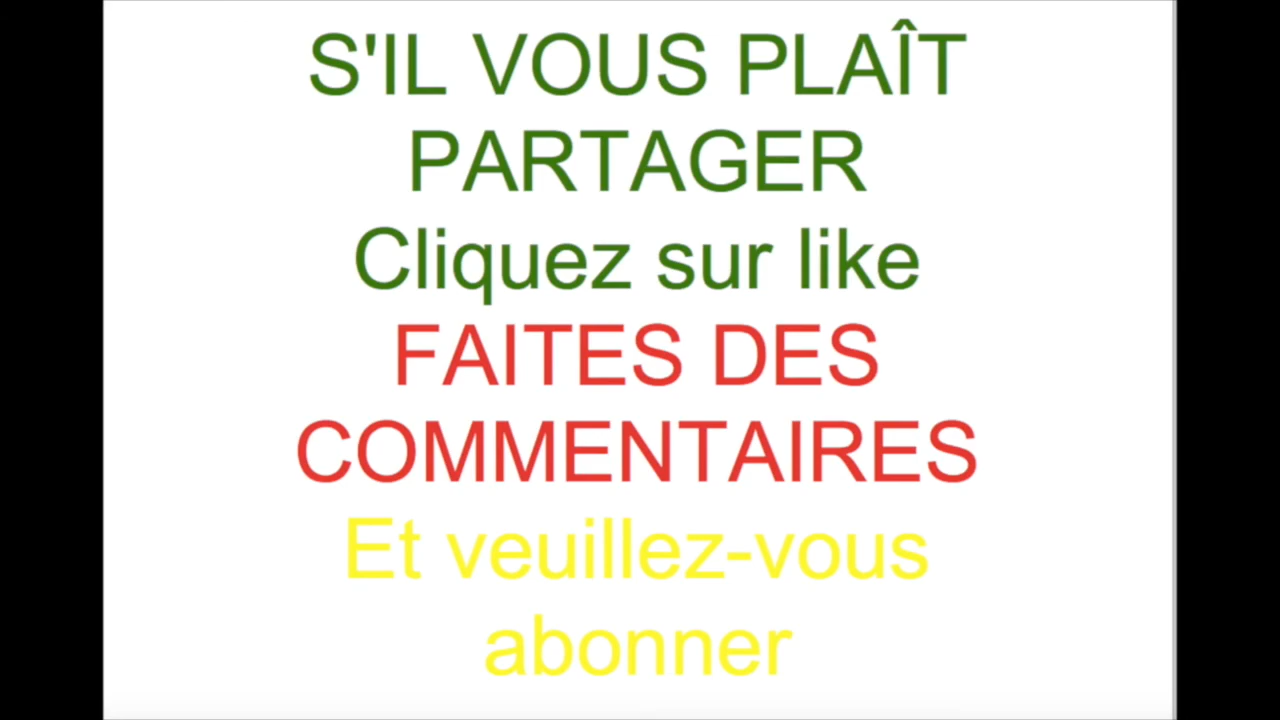 S'IL VOUS PLAÎT
PARTAGER
Cliquez sur like
FAITES DES
COMMENTAIRES
Et veuillez-vous
abonner